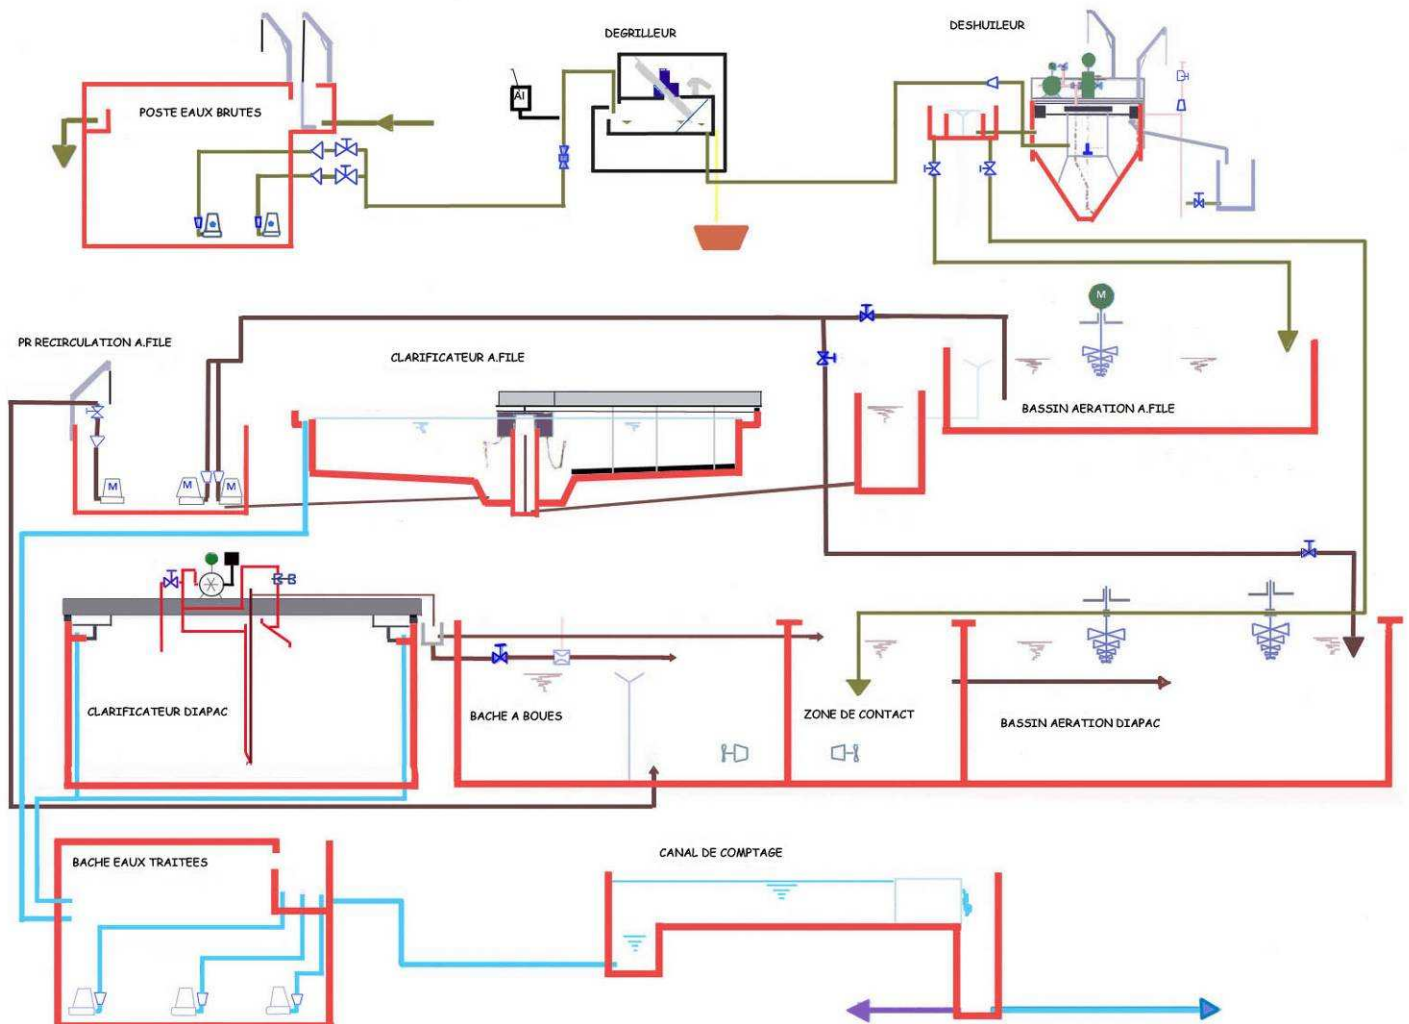 DEGRILLEUR
DESHUILEUR
AI
POSTE EAUX BRUTES
M
PR RECIRCULATION A.FILE
CLARIFICATEUR A.FILE
BASSIN AERATION A.FILE
M
M
M
CLARIFICATEUR DIAPAC
BACHE A BOUES
ZONE DE CONTACT
BASSIN AERATION DIAPAC
BACHE EAUX TRAITEES
CANAL DE COMPTAGE